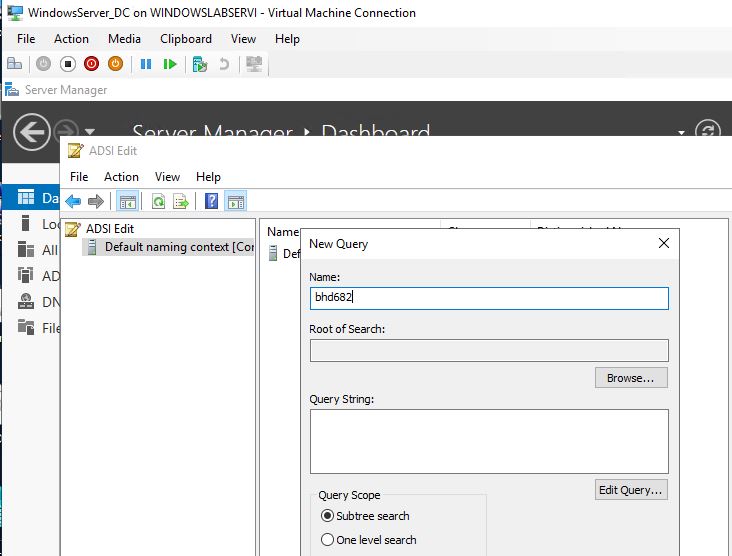 WindowsServer_DC on WINDOWSLABSERVI - Virtual Machine Connection
File Action Media Clipboard View Help
Server Manager
Server Manager Dashboard
ADSI Edit
File Action View Help
Da
ADSI Edit
Name
Loc
Default naming context [Cor
Def
New Query
All
Name:
AD
bhd682
DN
File
Root of Search:
Browse...
Query String:
Edit Query...
Query Scope
Subtree search
One level search